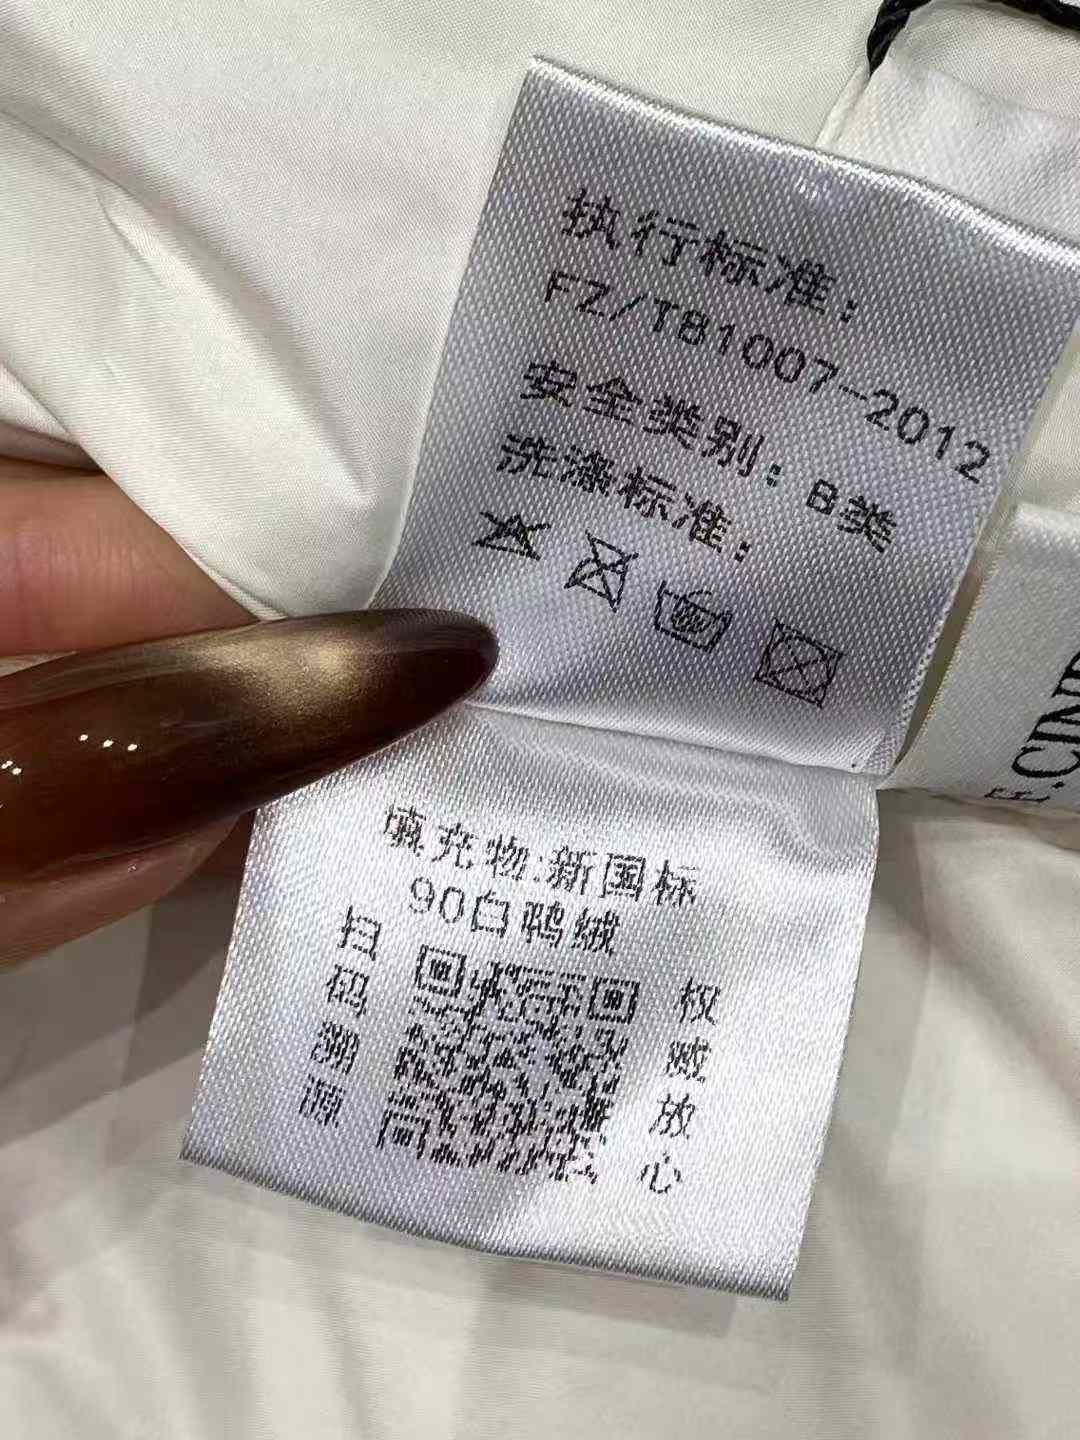 执行标准：
FZ/T81007-2012
安全类别：B类
洗涤标准：
填充物:新国标
90白鸭绒
扫码溯源
权威放心
E.CIN